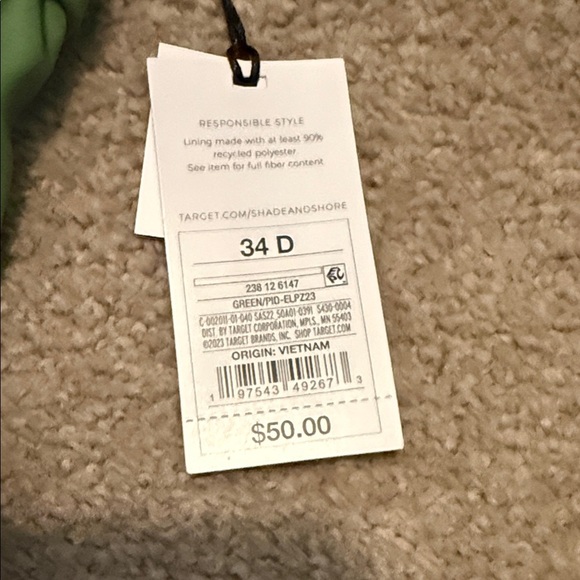 RESPONSIBLE STYLE
Lining made with at least 90%
recycled polyester
See item for full fiber content
TARGET.COM/SHADEANDSHORE
34 D
238 12 6147
GREEN/PID-ELPZ23
C-002011-01-040 SAS22 50A01-0391 5430-0004
DIST. BY TARGET CORPORATION, MPLS., MN 55403
©2023 TARGET BRANDS, INC. SHOP TARGET.COM
ORIGIN: VIETNAM
1 97543 49267 3
$50.00